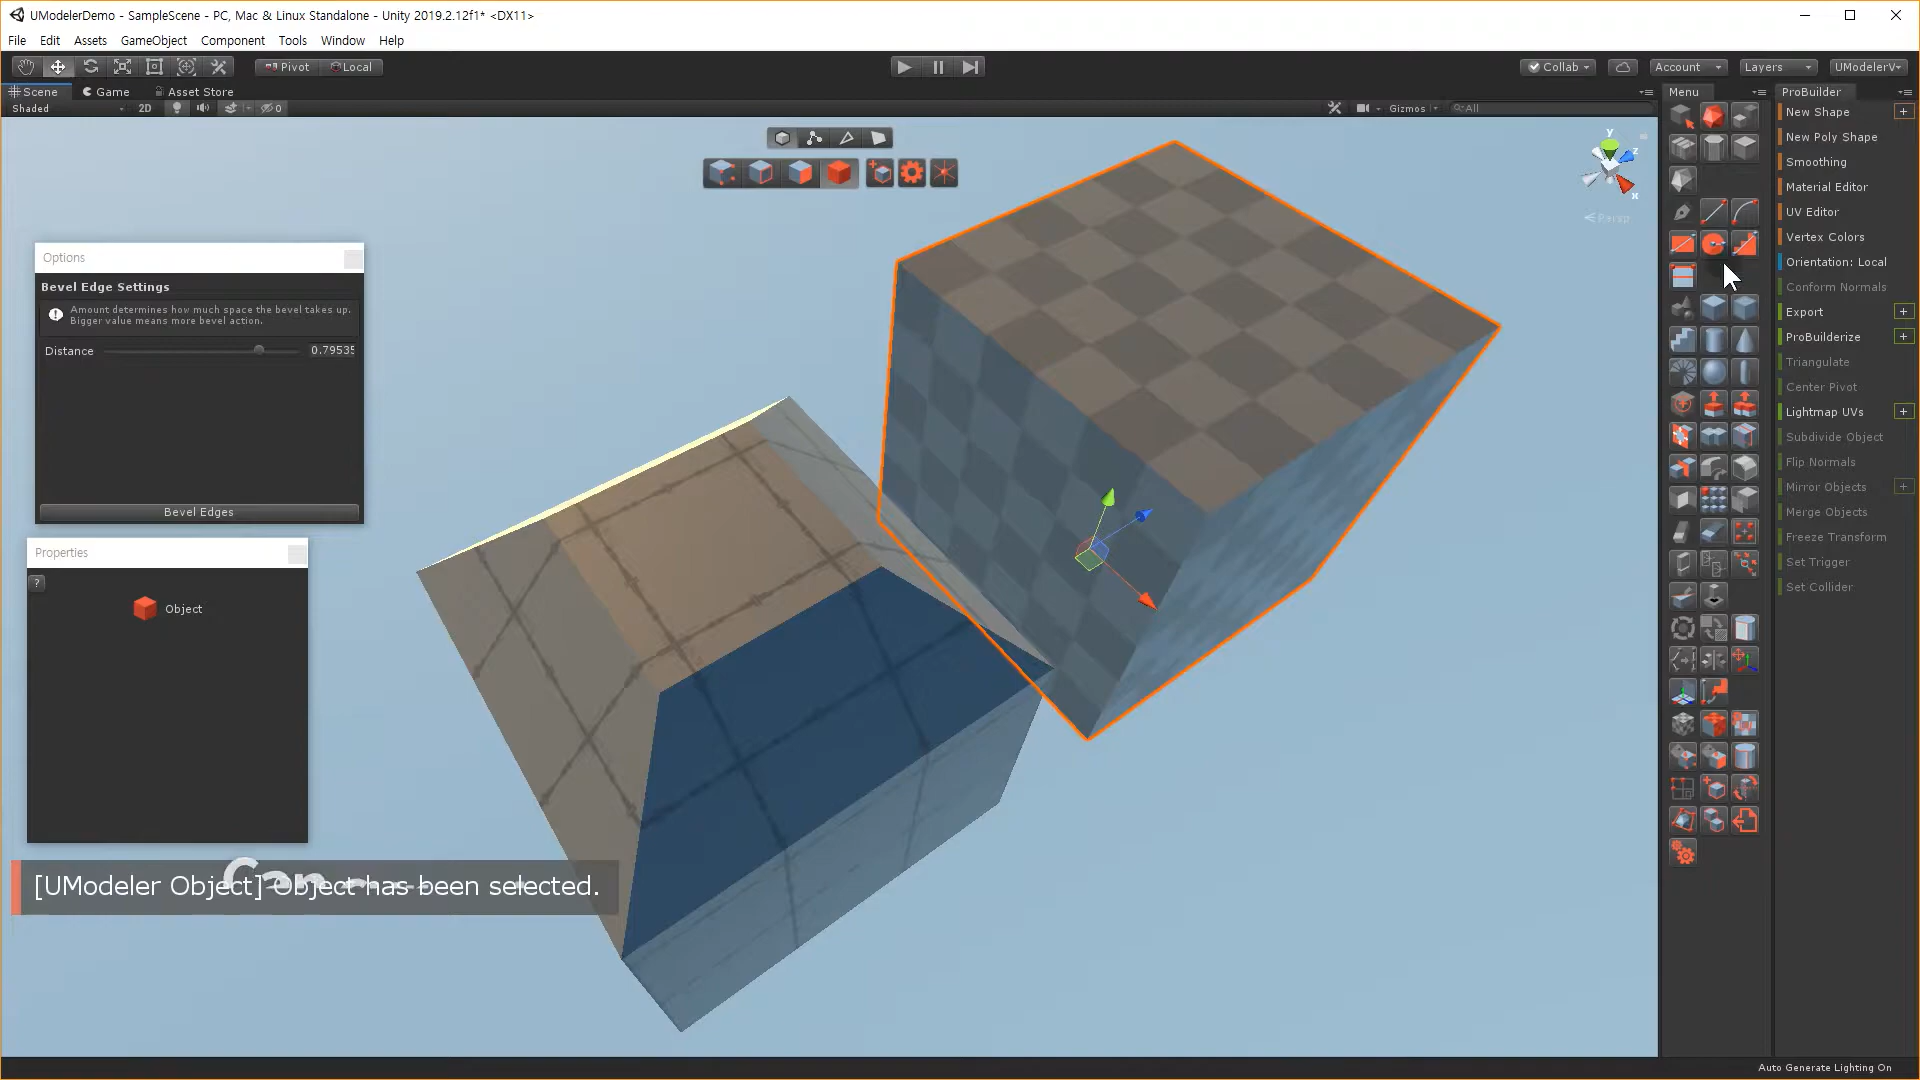 UModelerDemo - SampleScene - PC, Mac & Linux Standalone - Unity 2019.2.12f1* <DX11>
File Edit Assets GameObject Component Tools Window Help
Pivot Local Collab Account Layers UModelerV
Scene Game Asset Store Menu ProBuilder
Shaded 2D 0 Gizmos All
New Shape +
New Poly Shape
Smoothing
Material Editor
UV Editor
Vertex Colors
Orientation: Local
Conform Normals
Export +
ProBuilderize +
Triangulate
Center Pivot
Lightmap UVs +
Subdivide Object
Flip Normals
Mirror Objects +
Merge Objects
Freeze Transform
Set Trigger
Set Collider
y
z
x
Persp
Options
Bevel Edge Settings
Amount determines how much space the bevel takes up.
Bigger value means more bevel action.
Distance 0.79535
Bevel Edges
Properties
?
Object
Can
[UModeler Object] Object has been selected.
Auto Generate Lighting On